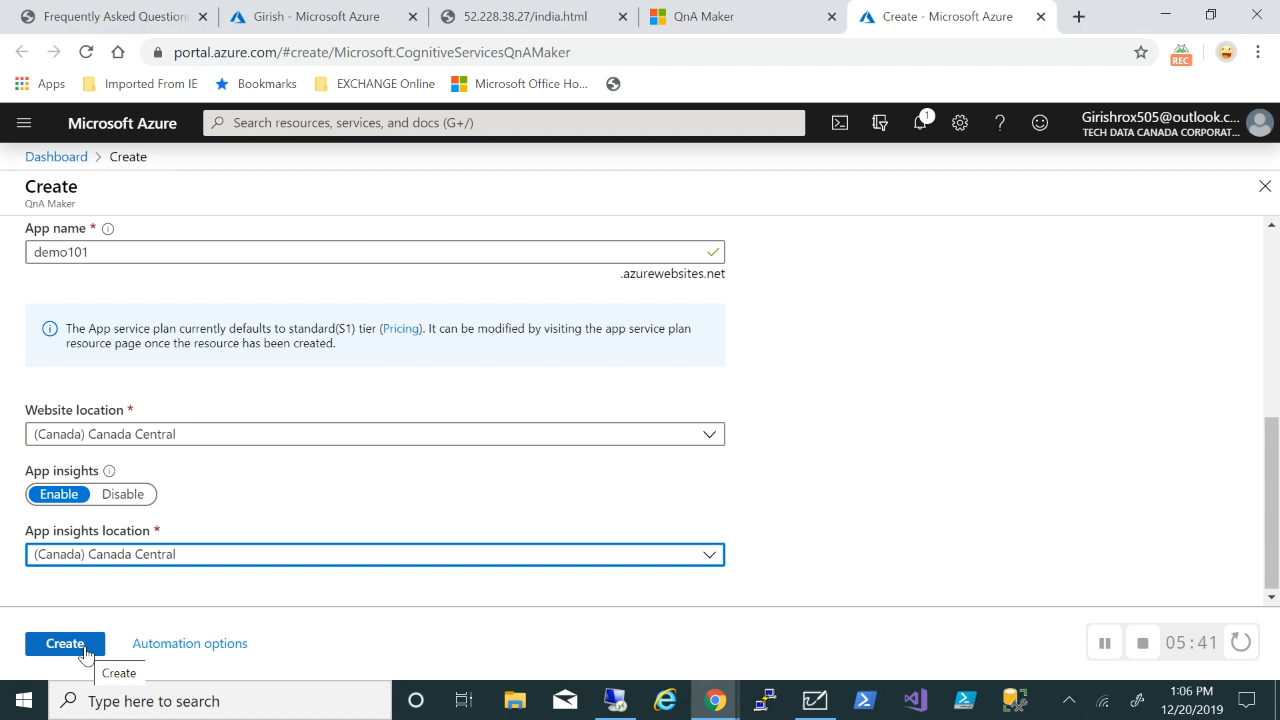 Frequently Asked Question
Girish - Microsoft Azure
52.228.38.27/india.html
QnA Maker
Create - Microsoft Azure
portal.azure.com/#create/Microsoft.CognitiveServicesQnAMaker
REC
Apps
Imported From IE
Bookmarks
EXCHANGE Online
Microsoft Office Ho...
Microsoft Azure
Search resources, services, and docs (G+/)
1
Girishrox505@outlook.c...
TECH DATA CANADA CORPORAT...
Dashboard > Create
Create
QnA Maker
App name *
demo101
.azurewebsites.net
The App service plan currently defaults to standard(S1) tier (Pricing). It can be modified by visiting the app service plan
resource page once the resource has been created.
Website location *
(Canada) Canada Central
App insights
Enable Disable
App insights location *
(Canada) Canada Central
Create
Automation options
05:41
Create
Type here to search
1:06 PM
12/20/2019